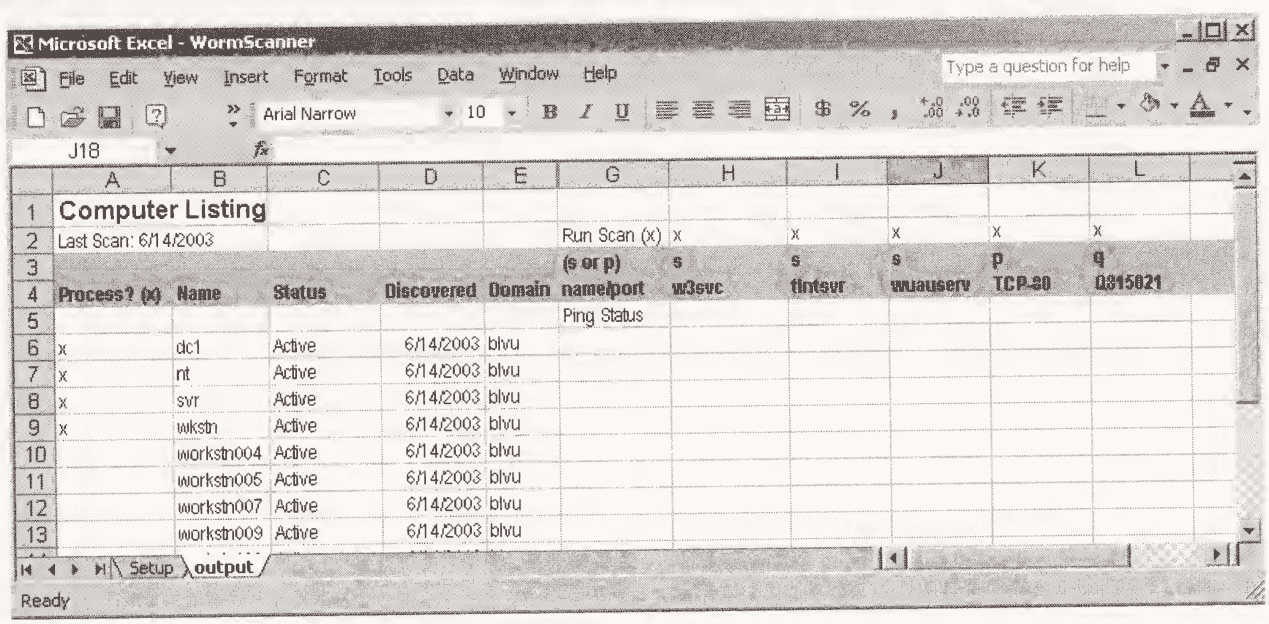 Microsoft Excel - WormScanner
File Edit View Insert Format Tools Data Window Help Type a question for help
Arial Narrow 10 B I U $ % ,
J18 fx
A B C D E G H I J K L
1 Computer Listing
2 Last Scan: 6/14/2003 Run Scan (x) x x x x x
3 (s or p) s s s p q
4 Process? (x) Name Status Discovered Domain name/port w3svc tlntsvr wuauserv TCP-80 Q815021
5 Ping Status
6 x dc1 Active 6/14/2003 blvu
7 x nt Active 6/14/2003 blvu
8 x svr Active 6/14/2003 blvu
9 x wkstn Active 6/14/2003 blvu
10 workstn004 Active 6/14/2003 blvu
11 workstn005 Active 6/14/2003 blvu
12 workstn007 Active 6/14/2003 blvu
13 workstn009 Active 6/14/2003 blvu
Setup output
Ready